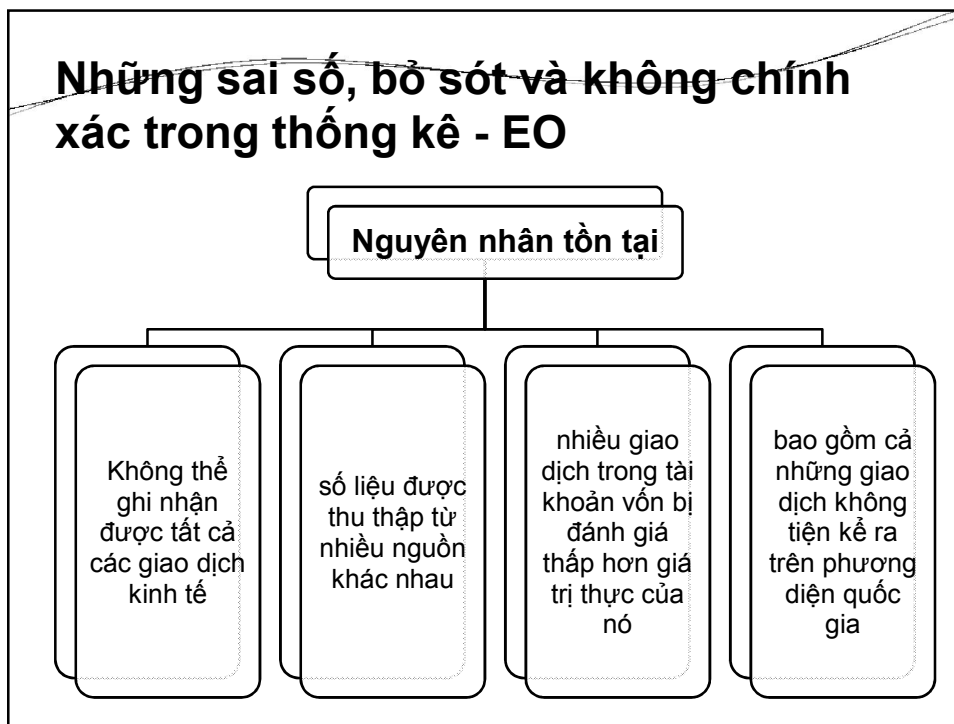 Những sai số, bỏ sót và không chính
xác trong thống kê - EO
Nguyên nhân tồn tại
Không thể
ghi nhận
được tất cả
các giao dịch
kinh tế
số liệu được
thu thập từ
nhiều nguồn
khác nhau
nhiều giao
dịch trong tài
khoản vốn bị
đánh giá
thấp hơn giá
trị thực của
nó
bao gồm cả
những giao
dịch không
tiện kể ra
trên phương
diện quốc
gia